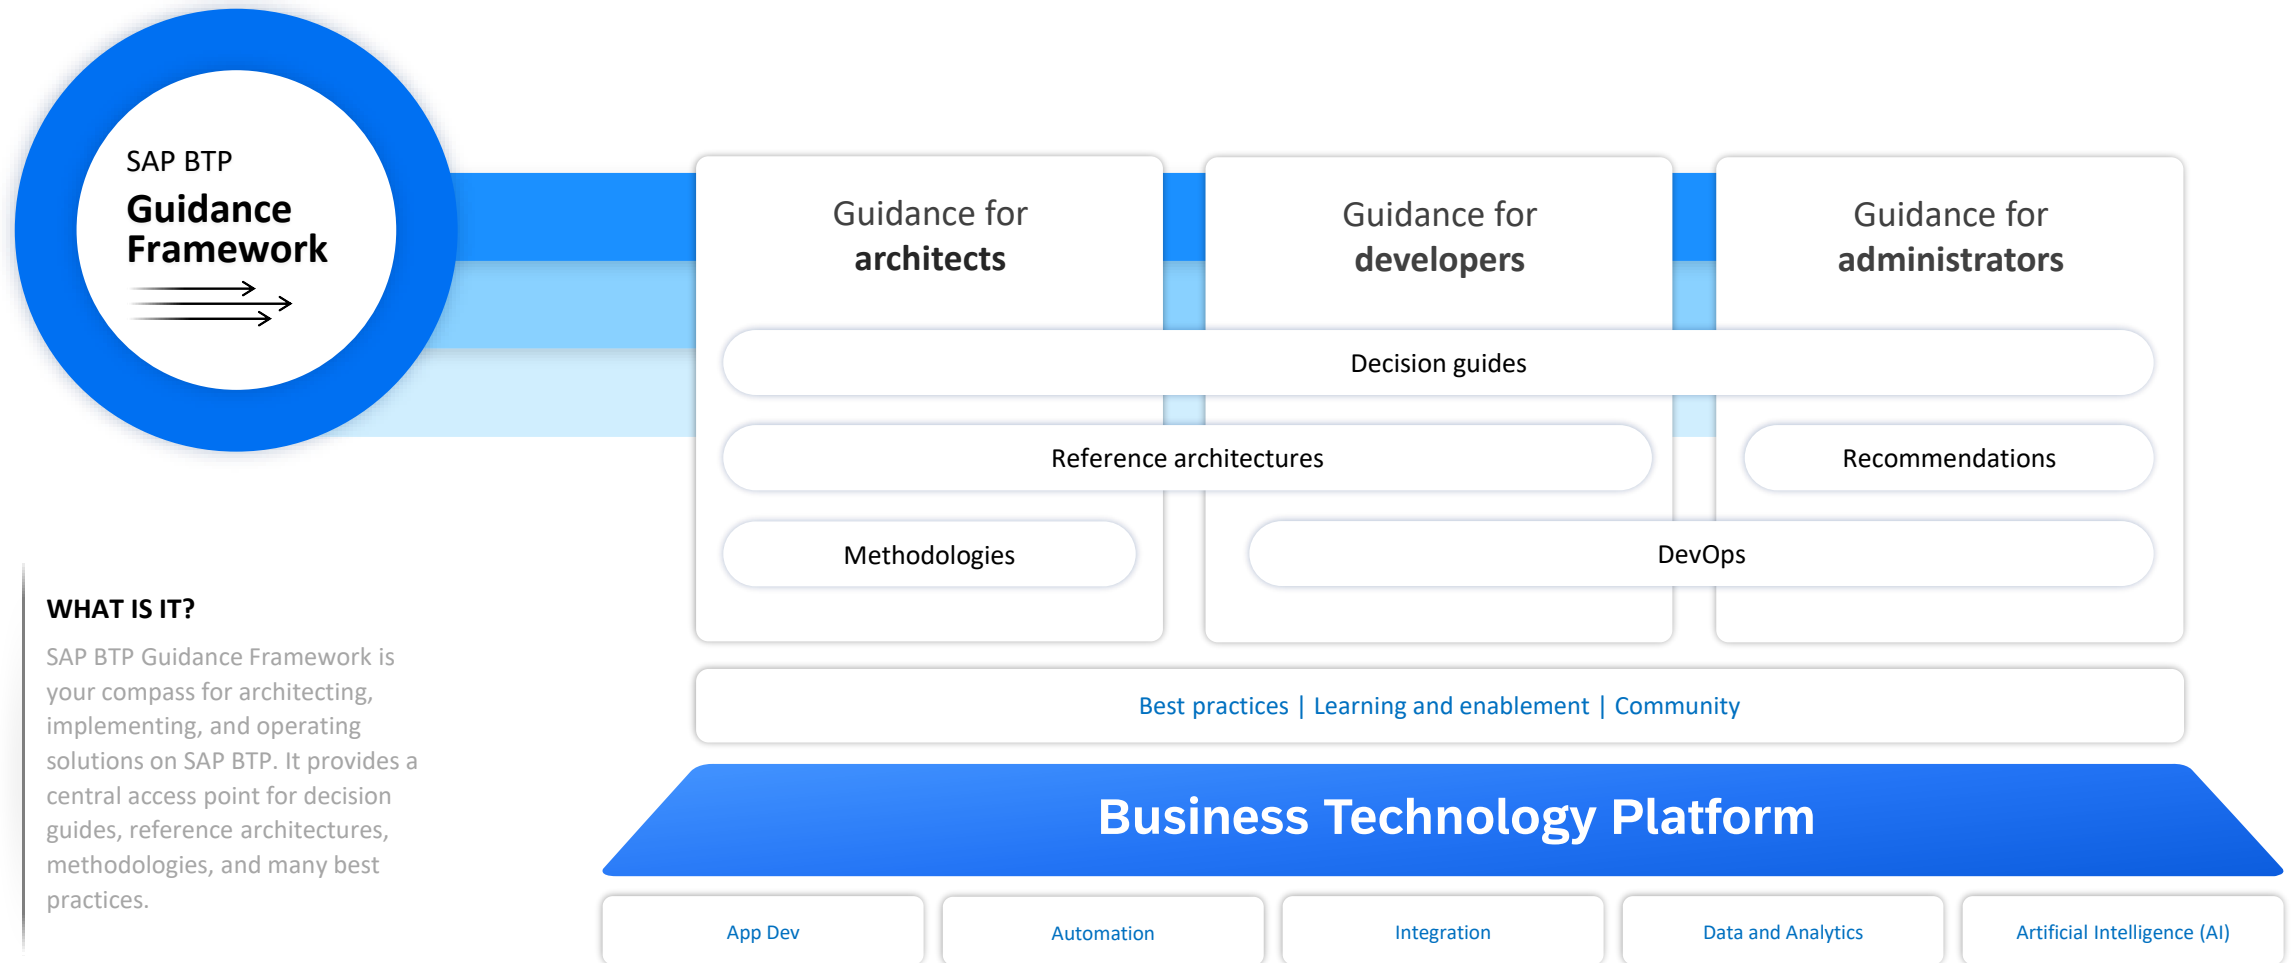 SAP BTP
Guidance
Framework
Guidance for
architects
Guidance for
developers
Guidance for
administrators
Decision guides
Reference architectures
Recommendations
Methodologies
DevOps
WHAT IS IT?
SAP BTP Guidance Framework is
your compass for architecting,
implementing, and operating
solutions on SAP BTP. It provides a
central access point for decision
guides, reference architectures,
methodologies, and many best
practices.
Best practices | Learning and enablement | Community
Business Technology Platform
App Dev
Automation
Integration
Data and Analytics
Artificial Intelligence (AI)